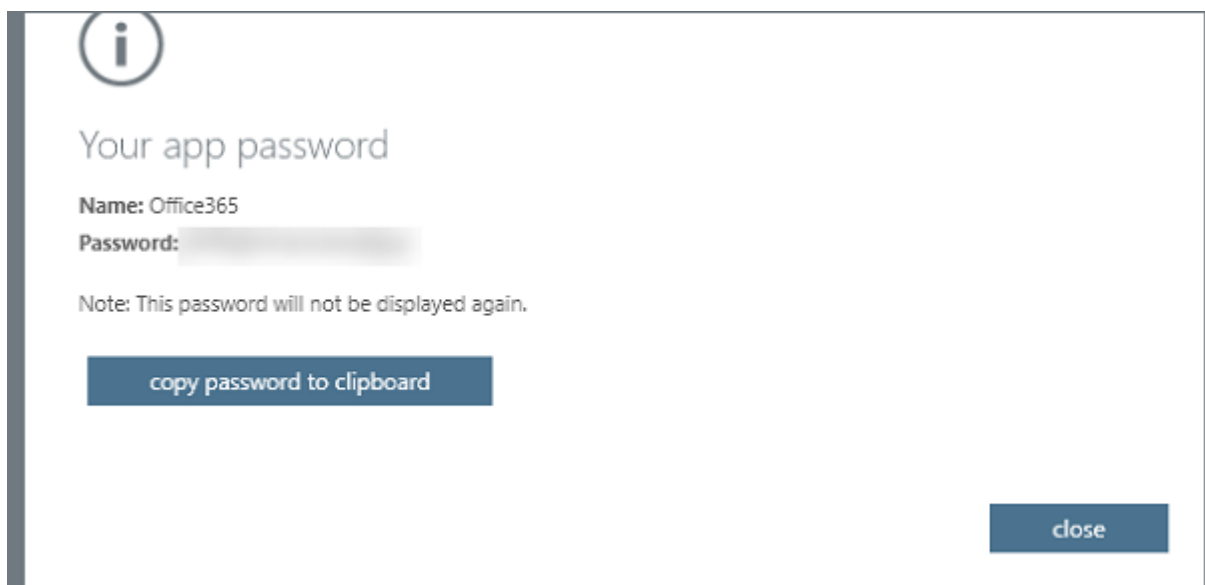 Your app password
Name: Office365
Password:
Note: This password will not be displayed again.
copy password to clipboard
close